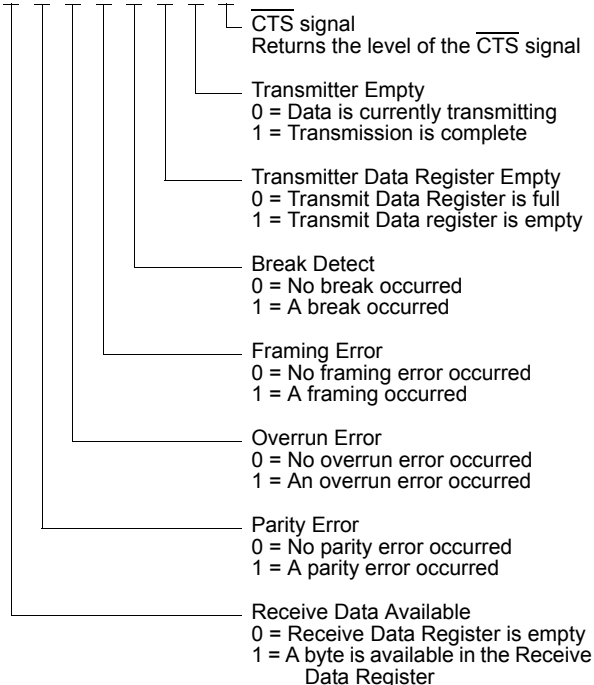 CTS signal
Returns the level of the CTS signal
Transmitter Empty
0 = Data is currently transmitting
1 = Transmission is complete
Transmitter Data Register Empty
0 = Transmit Data Register is full
1 = Transmit Data register is empty
Break Detect
0 = No break occurred
1 = A break occurred
Framing Error
0 = No framing error occurred
1 = A framing occurred
Overrun Error
0 = No overrun error occurred
1 = An overrun error occurred
Parity Error
0 = No parity error occurred
1 = A parity error occurred
Receive Data Available
0 = Receive Data Register is empty
1 = A byte is available in the Receive
Data Register